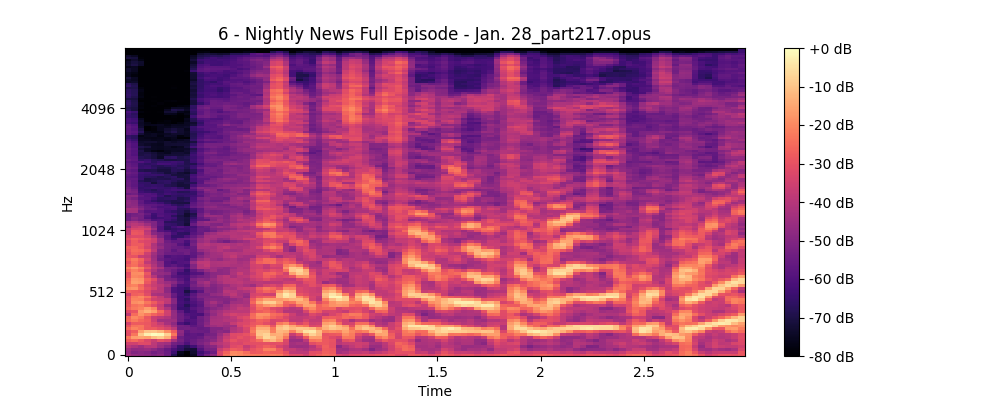 6 - Nightly News Full Episode - Jan. 28_part217.opus
Hz
4096
2048
1024
512
0
0
0.5
1
1.5
2
2.5
Time
+0 dB
-10 dB
-20 dB
-30 dB
-40 dB
-50 dB
-60 dB
-70 dB
-80 dB